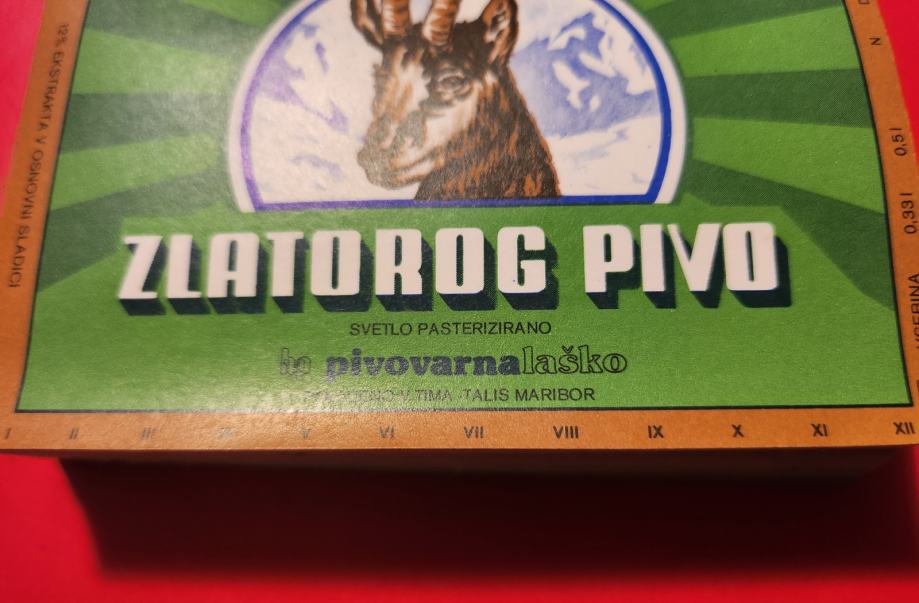 12% EKSTRAKTA V OSNOVNI SLADICI
N
0,5 l
0,33 l
ZLATOROG PIVO
SVETLO PASTERIZIRANO
to pivovarnalaško
TALIS MARIBOR
I II III V VI VII VIII IX X XI XII